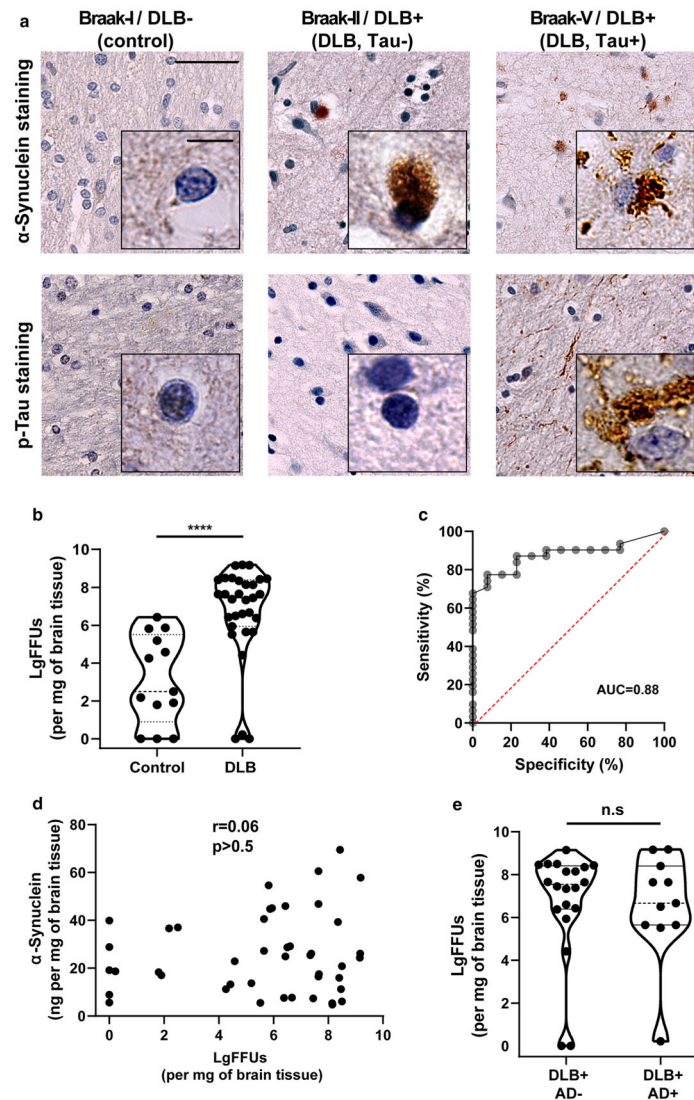 a
Braak-I / DLB-
(control)
Braak-II / DLB+
(DLB, Tau-)
Braak-V / DLB+
(DLB, Tau+)
α-Synuclein staining
p-Tau staining
b
****
LgFFUs
(per mg of brain tissue)
10
8
6
4
2
0
Control
DLB
c
Sensitivity (%)
100
80
60
40
20
0
AUC=0.88
0
20
40
60
80
100
Specificity (%)
d
r=0.06
p>0.5
α-Synuclein
(ng per mg of brain tissue)
80
60
40
20
0
0
2
4
6
8
10
LgFFUs
(per mg of brain tissue)
e
n.s
LgFFUs
(per mg of brain tissue)
10
8
6
4
2
0
DLB+
AD-
DLB+
AD+